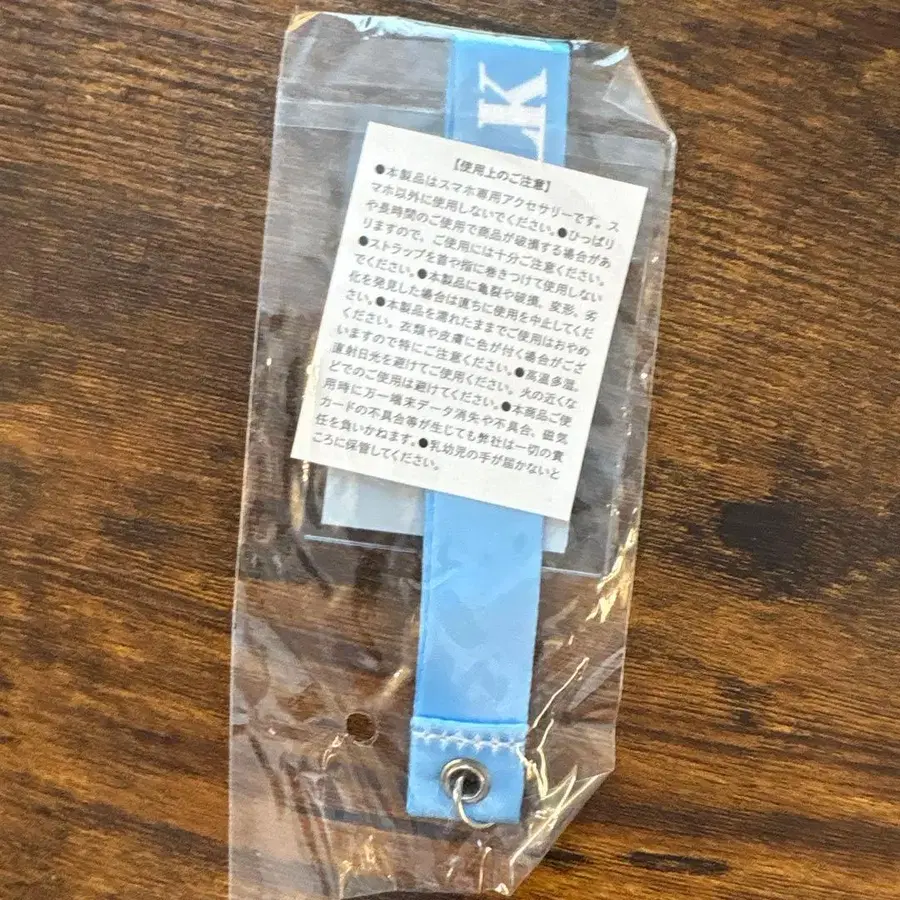 LK
【使用上のご注意】
●本製品はスマホ専用アクセサリーです。ス
マホ以外に使用しないでください。●ひっぱり
や長時間のご使用で商品が破損する場合があ
りますので、ご使用には十分ご注意ください。
●ストラップを首や指に巻きつけて使用しない
でください。●本製品に亀裂や破損、変形、劣
化を発見した場合は直ちに使用を中止してくだ
さい。●本製品を濡れたままでご使用はおやめ
ください。衣類や皮膚に色が付く場合がござ
いますので特にご注意ください。●高温多湿、
直射日光を避けてご使用ください。火の近くな
どでのご使用は避けてください。●本商品ご使
用時に万一端末データ消失や不具合、磁気
カードの不具合等が生じても弊社は一切の責
任を負いかねます。●乳幼児の手が届かないと
ころに保管してください。